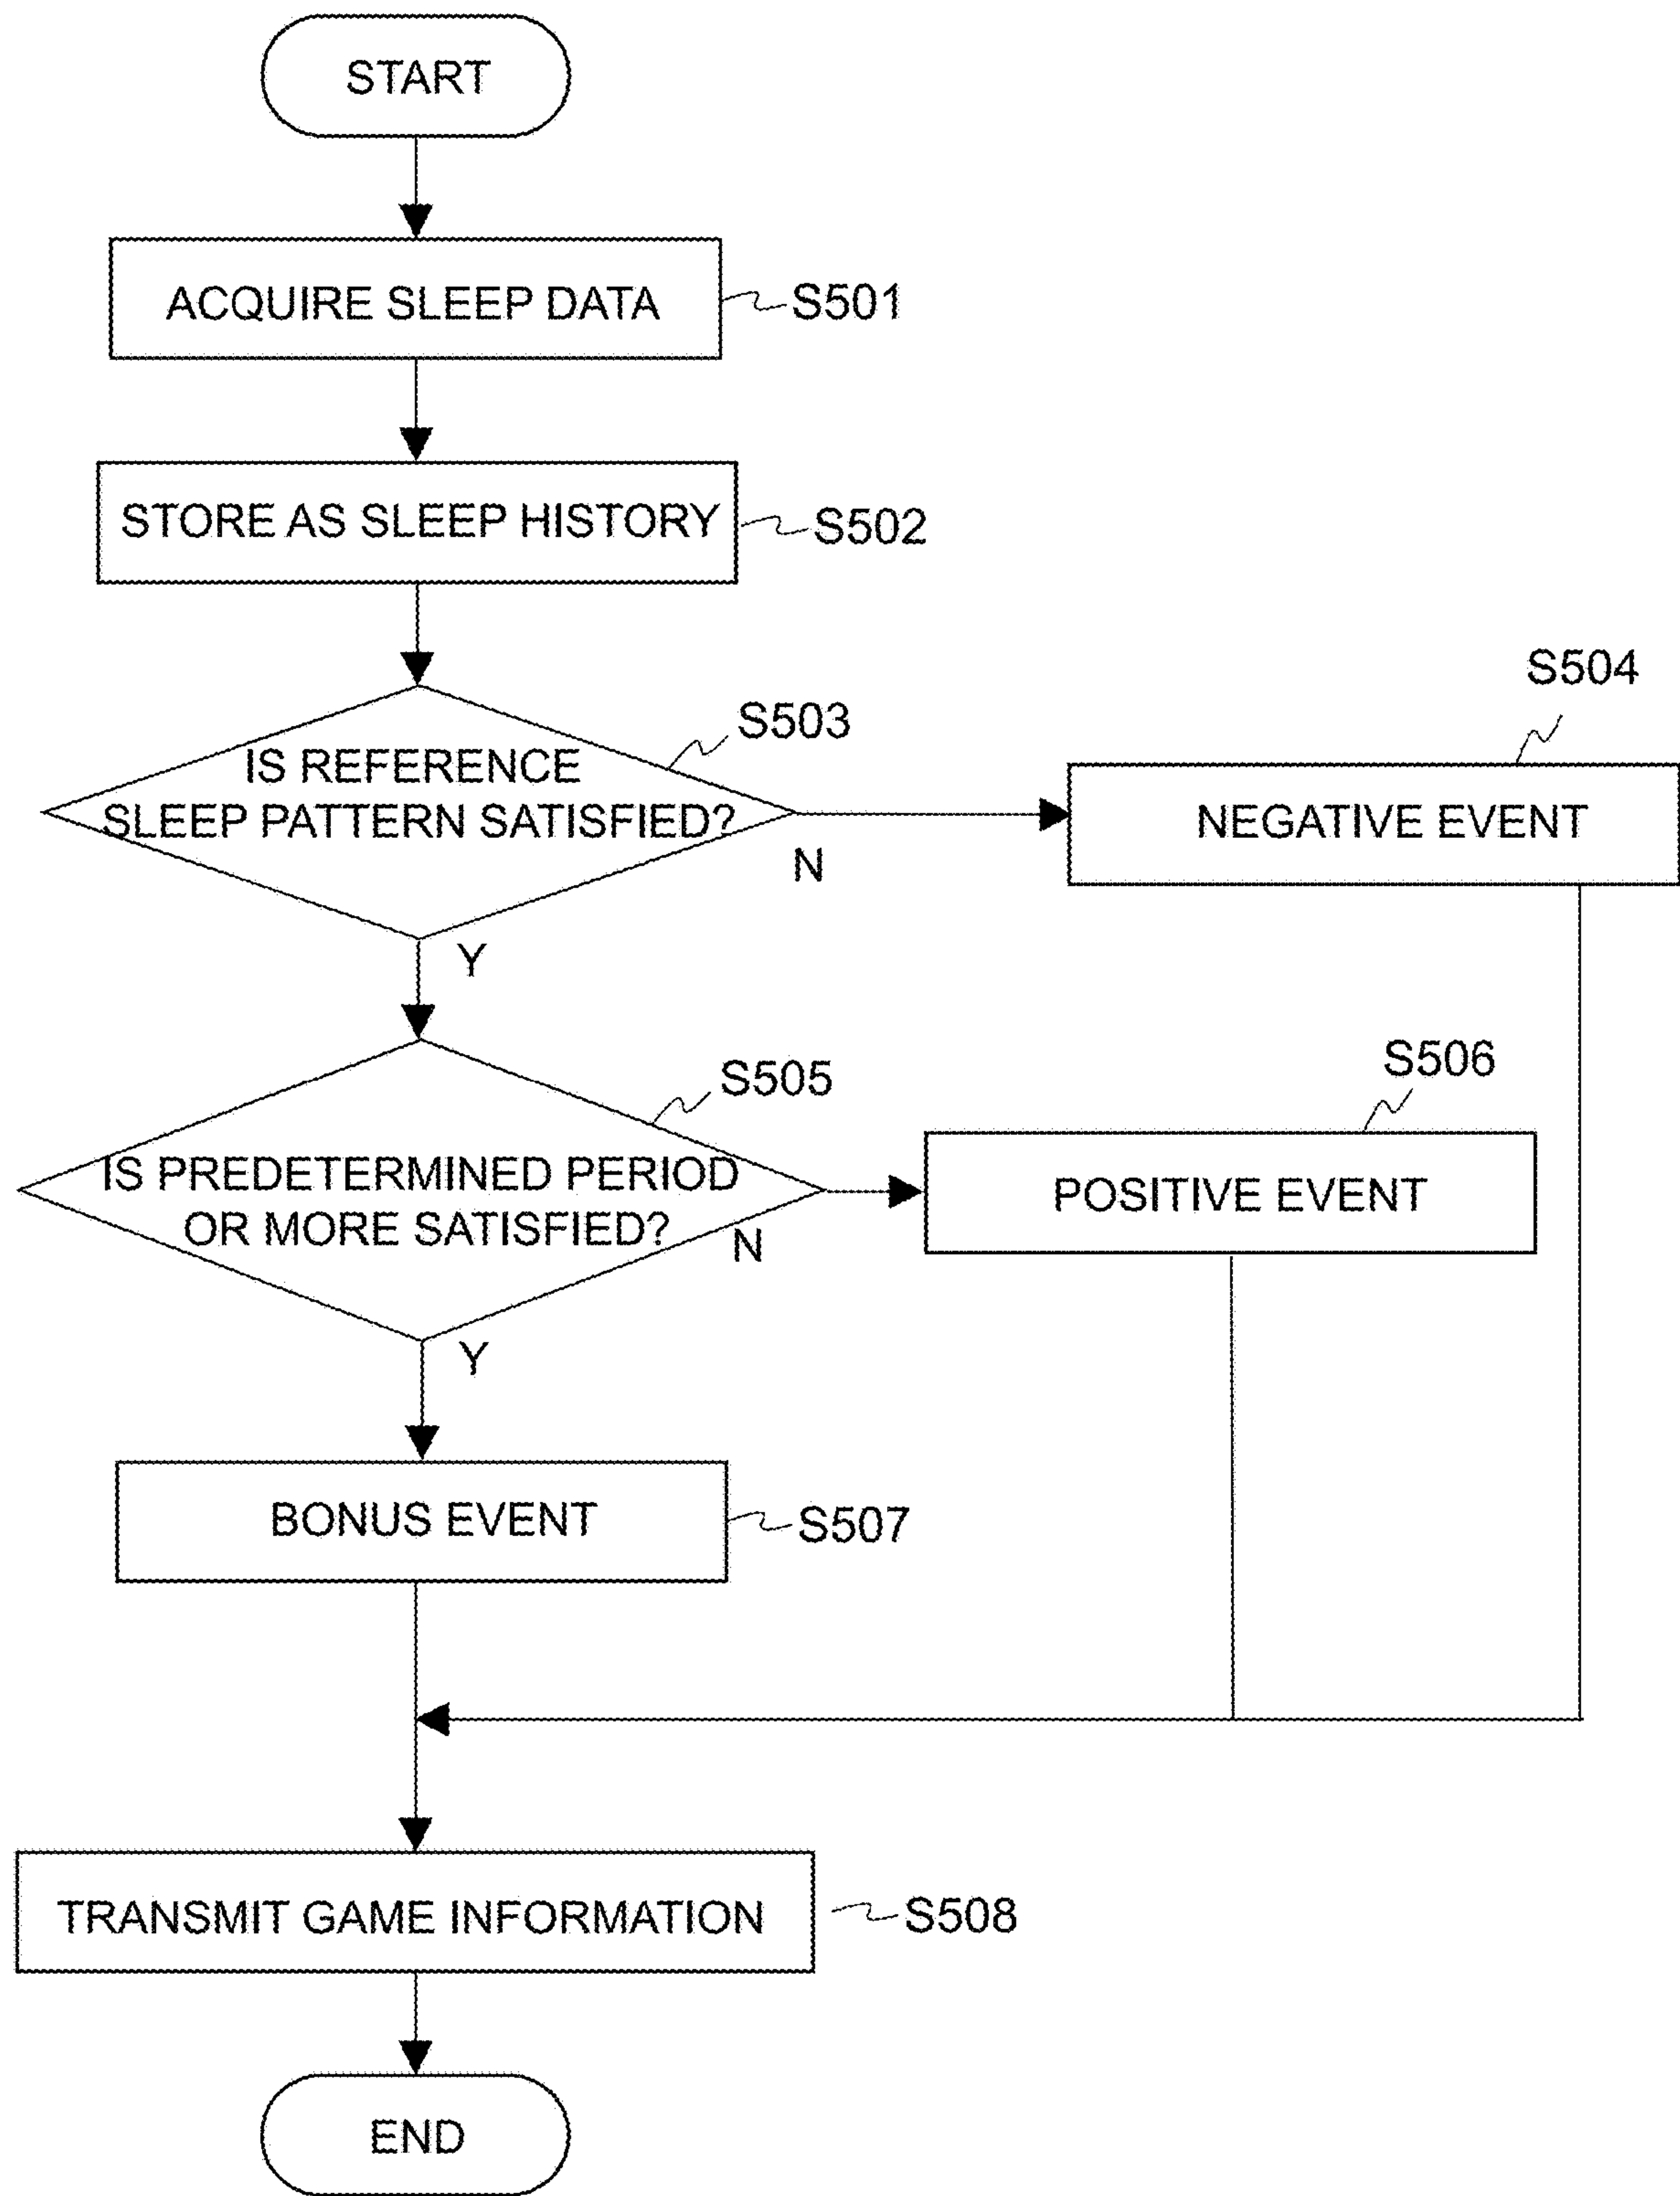 START
ACQUIRE SLEEP DATA
S501
STORE AS SLEEP HISTORY
S502
S503
IS REFERENCE
SLEEP PATTERN SATISFIED?
N
Y
S504
NEGATIVE EVENT
S505
IS PREDETERMINED PERIOD
OR MORE SATISFIED?
N
Y
S506
POSITIVE EVENT
BONUS EVENT
S507
TRANSMIT GAME INFORMATION
S508
END